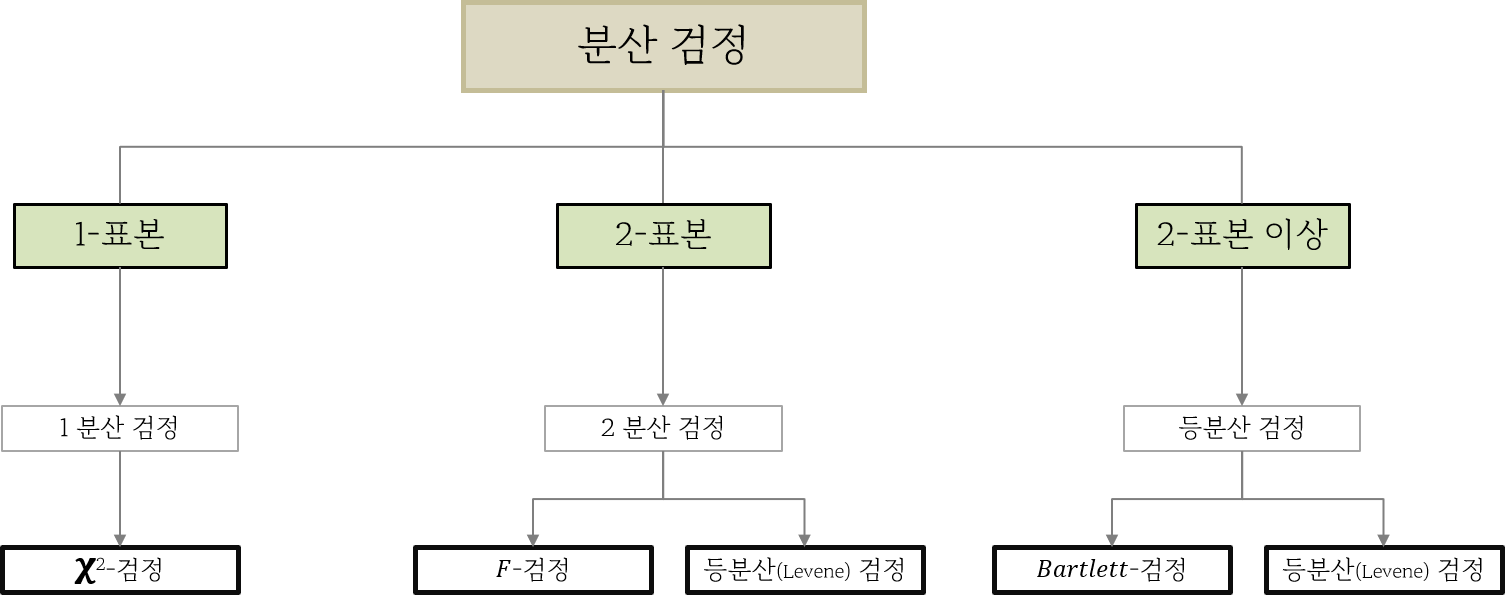 분산 검정
1-표본
2-표본
2-표본 이상
1 분산 검정
2 분산 검정
등분산 검정
χ²-검정
F-검정
등분산(Levene) 검정
Bartlett-검정
등분산(Levene) 검정